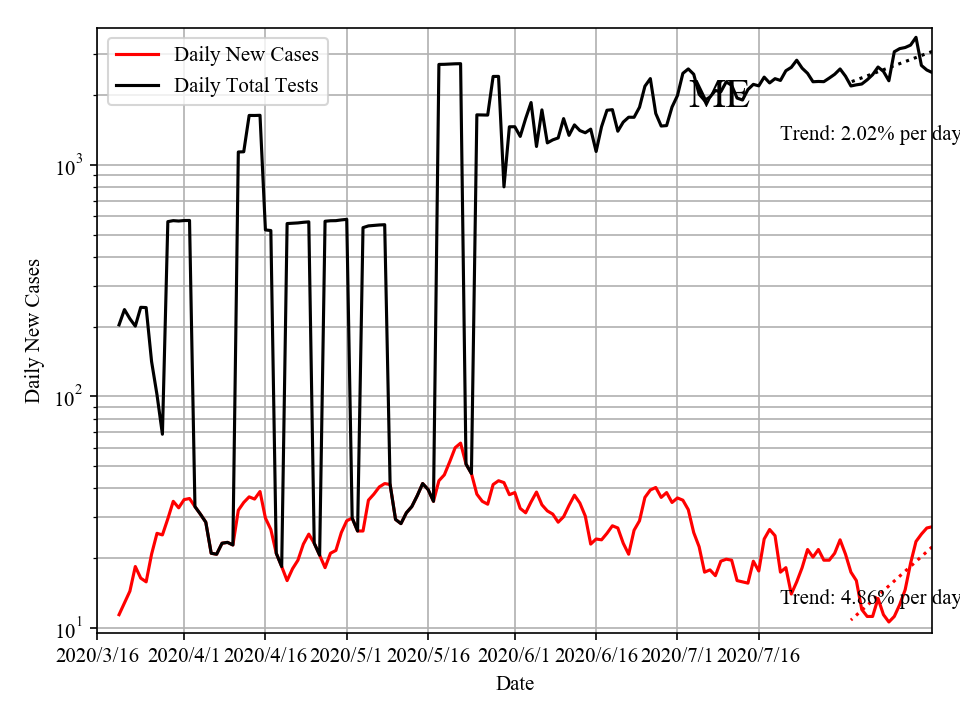 Daily New Cases
Daily Total Tests
ME
Trend: 2.02% per day
Trend: 4.86% per day
10³
10²
10¹
Daily New Cases
2020/3/16 2020/4/1 2020/4/16 2020/5/1 2020/5/16 2020/6/1 2020/6/16 2020/7/1 2020/7/16
Date